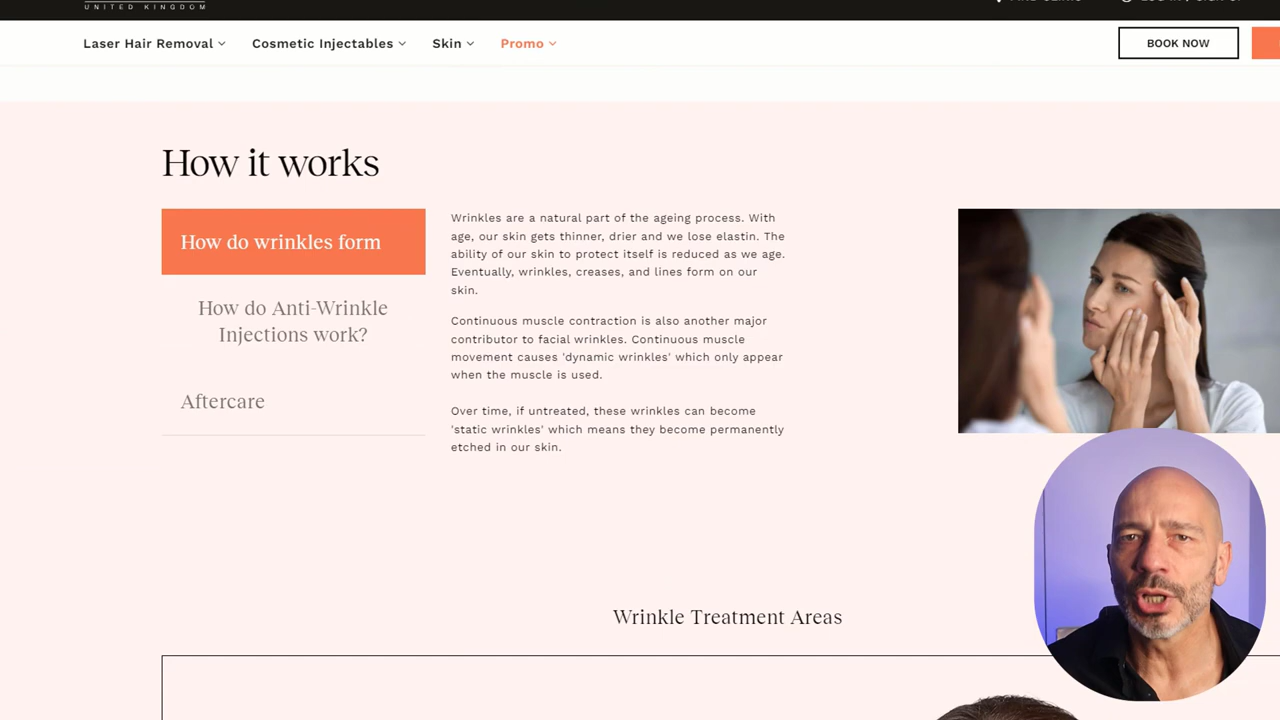 UNITED KINGDOM
Laser Hair Removal
Cosmetic Injectables
Skin
Promo
BOOK NOW
How it works
How do wrinkles form
How do Anti-Wrinkle
Injections work?
Aftercare
Wrinkles are a natural part of the ageing process. With
age, our skin gets thinner, drier and we lose elastin. The
ability of our skin to protect itself is reduced as we age.
Eventually, wrinkles, creases, and lines form on our
skin.
Continuous muscle contraction is also another major
contributor to facial wrinkles. Continuous muscle
movement causes 'dynamic wrinkles' which only appear
when the muscle is used.
Over time, if untreated, these wrinkles can become
'static wrinkles' which means they become permanently
etched in our skin.
Wrinkle Treatment Areas